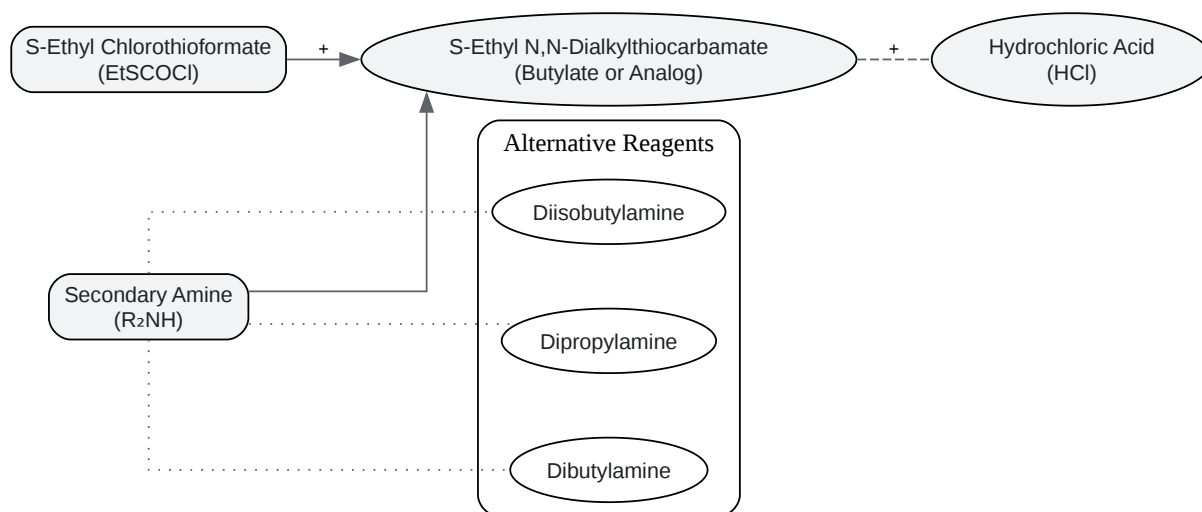 S-Ethyl Chlorothioformate
(EtSCOCl)
+
S-Ethyl N,N-Dialkylthiocarbamate
(Butylate or Analog)
+
Hydrochloric Acid
(HCl)
Alternative Reagents
Diisobutylamine
Secondary Amine
(R₂NH)
Dipropylamine
Dibutylamine